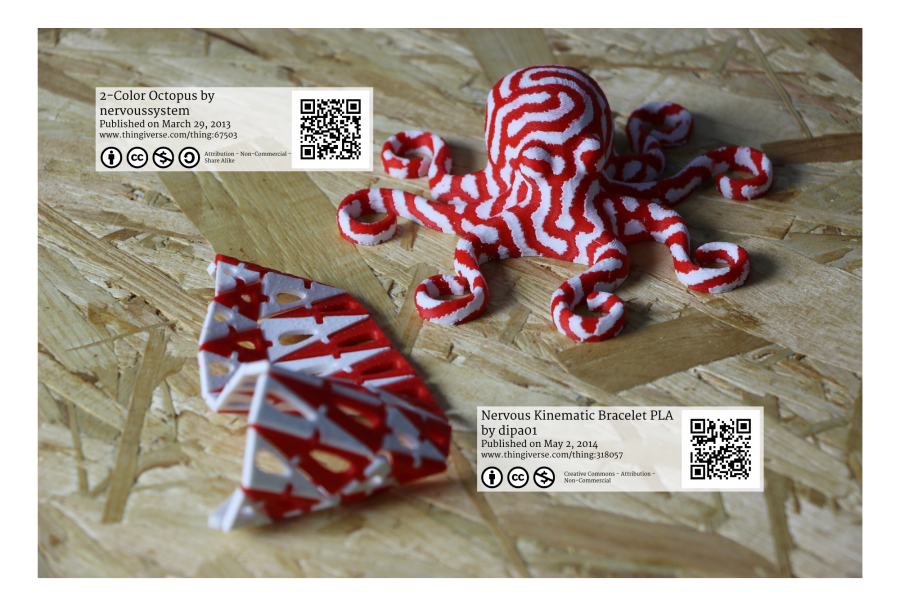 2-Color Octopus by
nervoussystem
Published on March 29, 2013
www.thingiverse.com/thing:67503
cc
Attribution - Non-Commercial -
Share Alike
Nervous Kinematic Bracelet PLA
by dipa01
Published on May 2, 2014
www.thingiverse.com/thing:318057
cc
Creative Commons - Attribution -
Non-Commercial